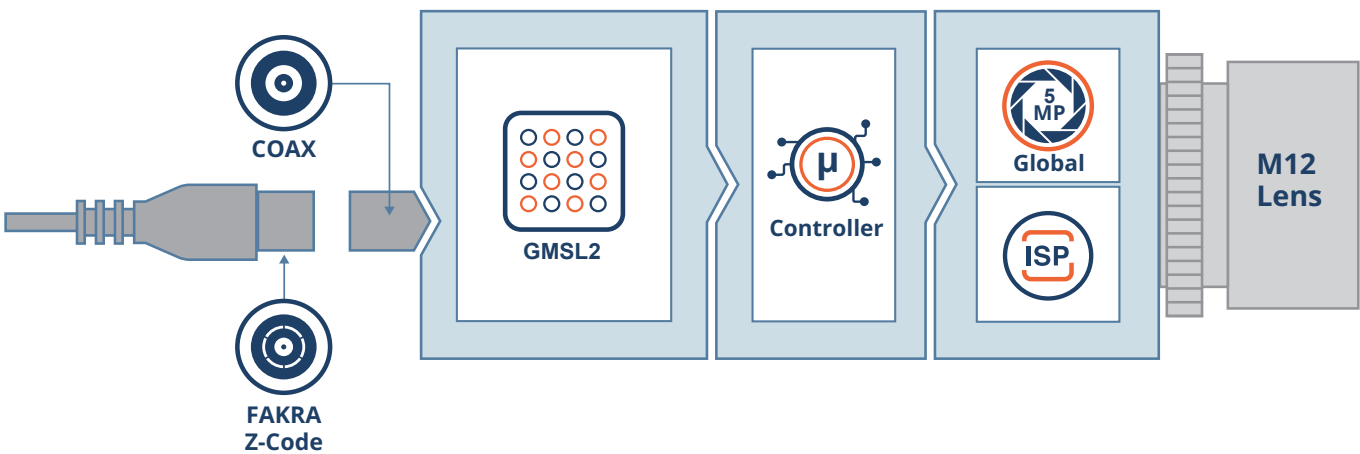 COAX
FAKRA
Z-Code
GMSL2
µ
Controller
5
MP
Global
ISP
M12
Lens